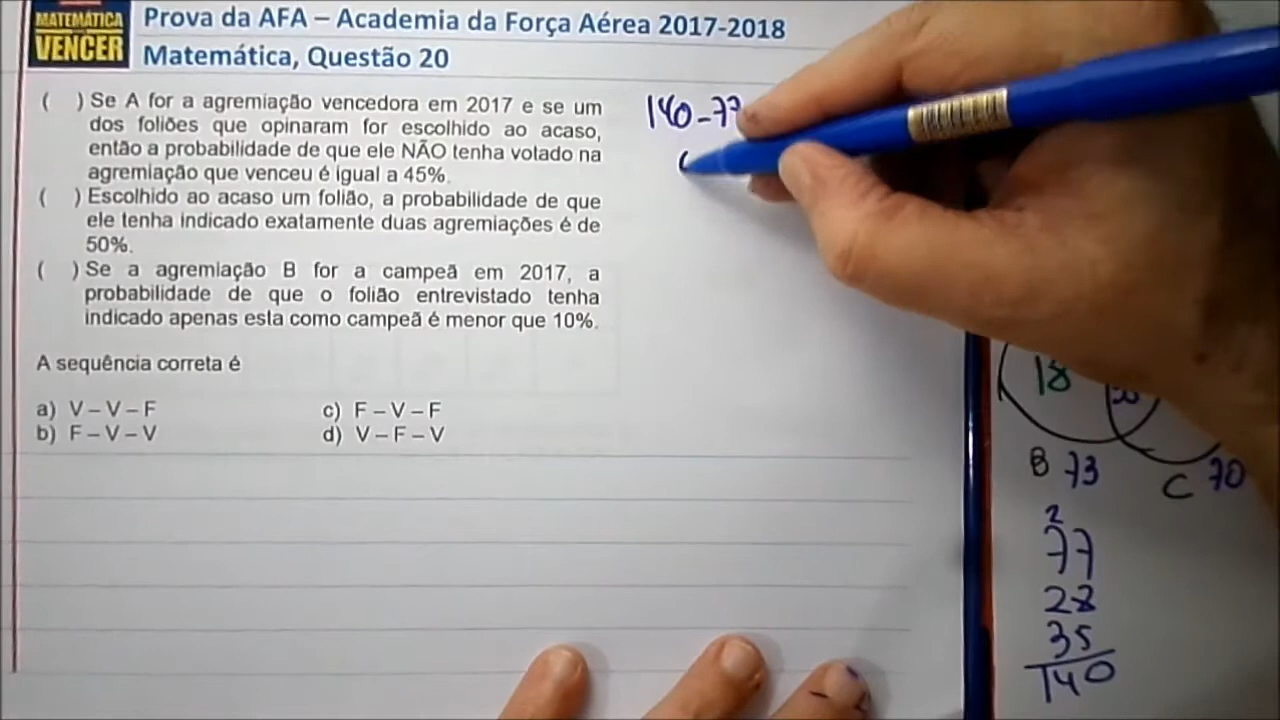 MATEMÁTICA
VENCER
Prova da AFA – Academia da Força Aérea 2017-2018
Matemática, Questão 20
( ) Se A for a agremiação vencedora em 2017 e se um
dos foliões que opinaram for escolhido ao acaso,
então a probabilidade de que ele NÃO tenha votado na
agremiação que venceu é igual a 45%.
( ) Escolhido ao acaso um folião, a probabilidade de que
ele tenha indicado exatamente duas agremiações é de
50%.
( ) Se a agremiação B for a campeã em 2017, a
probabilidade de que o folião entrevistado tenha
indicado apenas esta como campeã é menor que 10%.
A sequência correta é
a) V – V – F
c) F – V – F
b) F – V – V
d) V – F – V
140-77
18
B 73
C 70
2
77
28
35
140